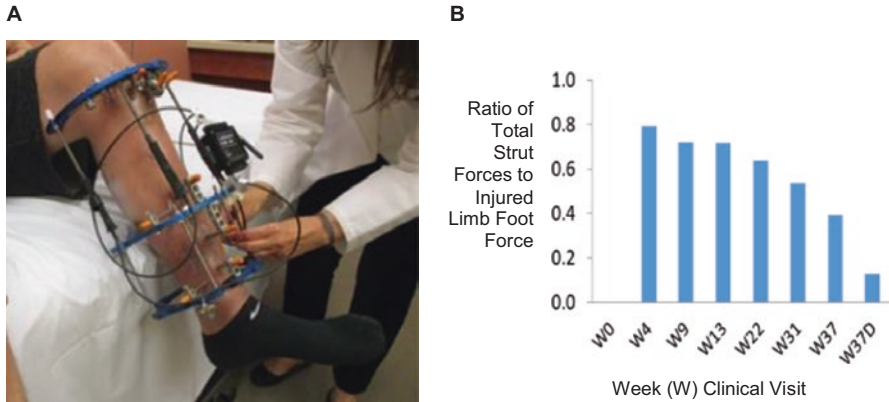 A
B
Ratio of
Total
Strut
Forces to
Injured
Limb Foot
Force
1.0
0.8
0.6
0.4
0.2
0.0
W0 W4 W9 W13 W22 W31 W37 W37D
Week (W) Clinical Visit